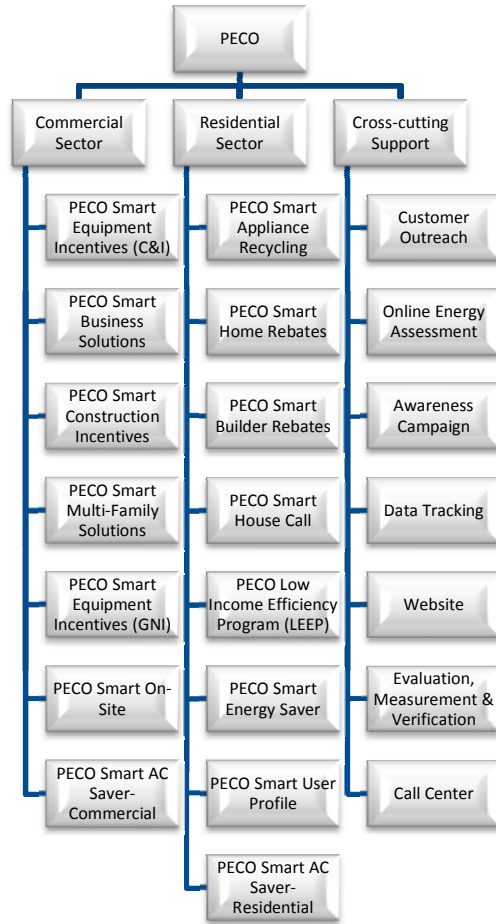 PECO
Commercial
Sector
Residential
Sector
Cross-cutting
Support
PECO Smart
Equipment
Incentives (C&I)
PECO Smart
Business
Solutions
PECO Smart
Construction
Incentives
PECO Smart
Multi-Family
Solutions
PECO Smart
Equipment
Incentives (GNI)
PECO Smart On-
Site
PECO Smart AC
Saver-
Commercial
PECO Smart
Appliance
Recycling
PECO Smart
Home Rebates
PECO Smart
Builder Rebates
PECO Smart
House Call
PECO Low
Income Efficiency
Program (LEEP)
PECO Smart
Energy Saver
PECO Smart User
Profile
PECO Smart AC
Saver-
Residential
Customer
Outreach
Online Energy
Assessment
Awareness
Campaign
Data Tracking
Website
Evaluation,
Measurement &
Verification
Call Center